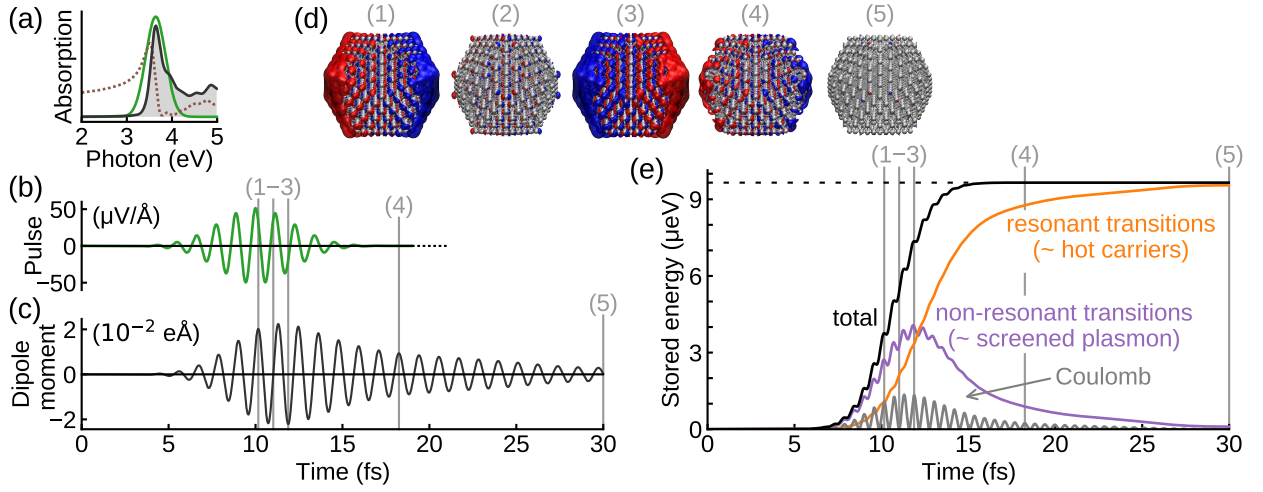 (a)
Absorption
2 3 4 5
Photon (eV)
(d)
(1) (2) (3) (4) (5)
(b)
Pulse
50
0
−50
(μV/Å)
(1−3)
(4)
(c)
Dipole
moment
2
0
−2
(10⁻² eÅ)
(5)
0 5 10 15 20 25 30
Time (fs)
(e)
Stored energy (μeV)
9
6
3
0
(1−3) (4) (5)
resonant transitions
(~ hot carriers)
total
non-resonant transitions
(~ screened plasmon)
Coulomb
0 5 10 15 20 25 30
Time (fs)